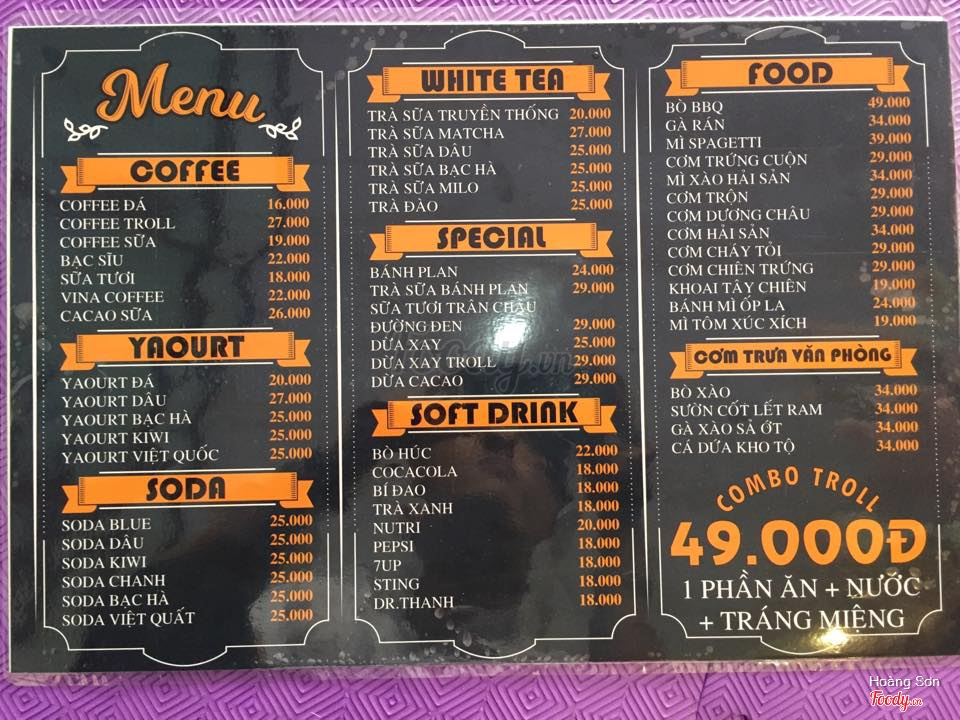 Menu
COFFEE
COFFEE ĐÁ 16.000
COFFEE TROLL 27.000
COFFEE SỮA 19.000
BẠC SĨU 22.000
SỮA TƯƠI 18.000
VINA COFFEE 22.000
CACAO SỮA 26.000
YAOURT
YAOURT ĐÁ 20.000
YAOURT DÂU 27.000
YAOURT BẠC HÀ 25.000
YAOURT KIWI 25.000
YAOURT VIỆT QUỐC 25.000
SODA
SODA BLUE 25.000
SODA DÂU 25.000
SODA KIWI 25.000
SODA CHANH 25.000
SODA BẠC HÀ 25.000
SODA VIỆT QUẤT 25.000
WHITE TEA
TRÀ SỮA TRUYỀN THỐNG 20.000
TRÀ SỮA MATCHA 27.000
TRÀ SỮA DÂU 25.000
TRÀ SỮA BẠC HÀ 25.000
TRÀ SỮA MILO 25.000
TRÀ ĐÀO 25.000
SPECIAL
BÁNH PLAN 24.000
TRÀ SỮA BÁNH PLAN 29.000
SỮA TƯƠI TRÂN CHÂU
ĐƯỜNG ĐEN 29.000
DỪA XAY 25.000
DỪA XAY TROLL 29.000
DỪA CACAO 29.000
SOFT DRINK
BÒ HÚC 22.000
COCACOLA 18.000
BÍ ĐAO 18.000
TRÀ XANH 18.000
NUTRI 20.000
PEPSI 18.000
7UP 18.000
STING 18.000
DR.THANH 18.000
FOOD
BÒ BBQ 49.000
GÀ RÁN 34.000
MÌ SPAGETTI 39.000
CƠM TRỨNG CUỘN 29.000
MÌ XÀO HẢI SẢN 34.000
CƠM TRỘN 29.000
CƠM DƯƠNG CHÂU 29.000
CƠM HẢI SẢN 34.000
CƠM CHÁY TỎI 29.000
CƠM CHIÊN TRỨNG 29.000
KHOAI TÂY CHIÊN 19.000
BÁNH MÌ ỐP LA 24.000
MÌ TÔM XÚC XÍCH 19.000
CƠM TRƯA VĂN PHÒNG
BÒ XÀO 34.000
SƯỜN CỐT LẾT RAM 34.000
GÀ XÀO SẢ ỚT 34.000
CÁ DỨA KHO TỘ 34.000
COMBO TROLL
49.000Đ
1 PHẦN ĂN + NƯỚC
+ TRÁNG MIỆNG
Foody.vn
Hoàng Sơn
Foody.vn